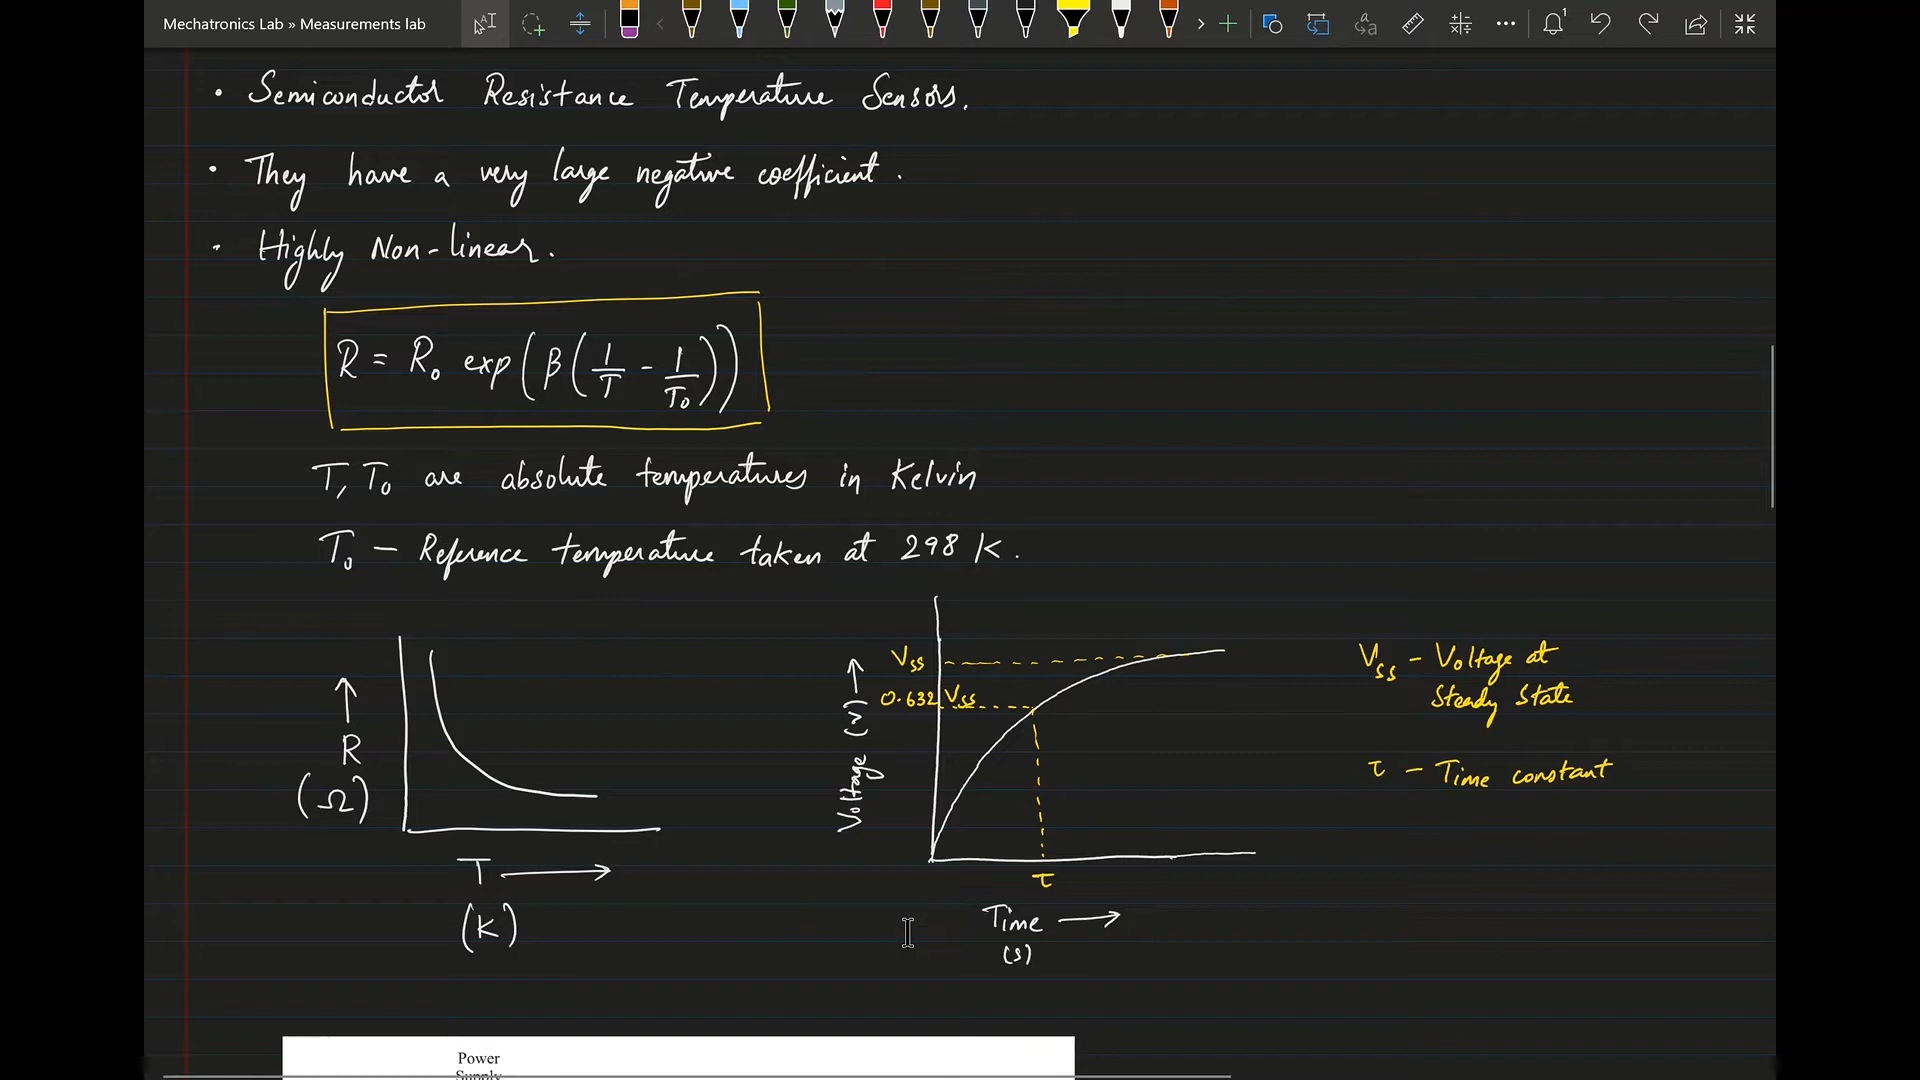 Mechatronics Lab » Measurements lab
1
• Semiconductor Resistance Temperature Sensors.
• They have a very large negative coefficient.
• Highly Non-linear.
R = R₀ exp(β(1/T - 1/T₀))
T, T₀ are absolute temperatures in Kelvin
T₀ — Reference temperature taken at 298 K.
↑
R
(Ω)
T →
(K)
Voltage (V) →
Vss
0.632 Vss
τ
Time →
(s)
Vss - Voltage at
Steady State
τ - Time constant
Power
Supply